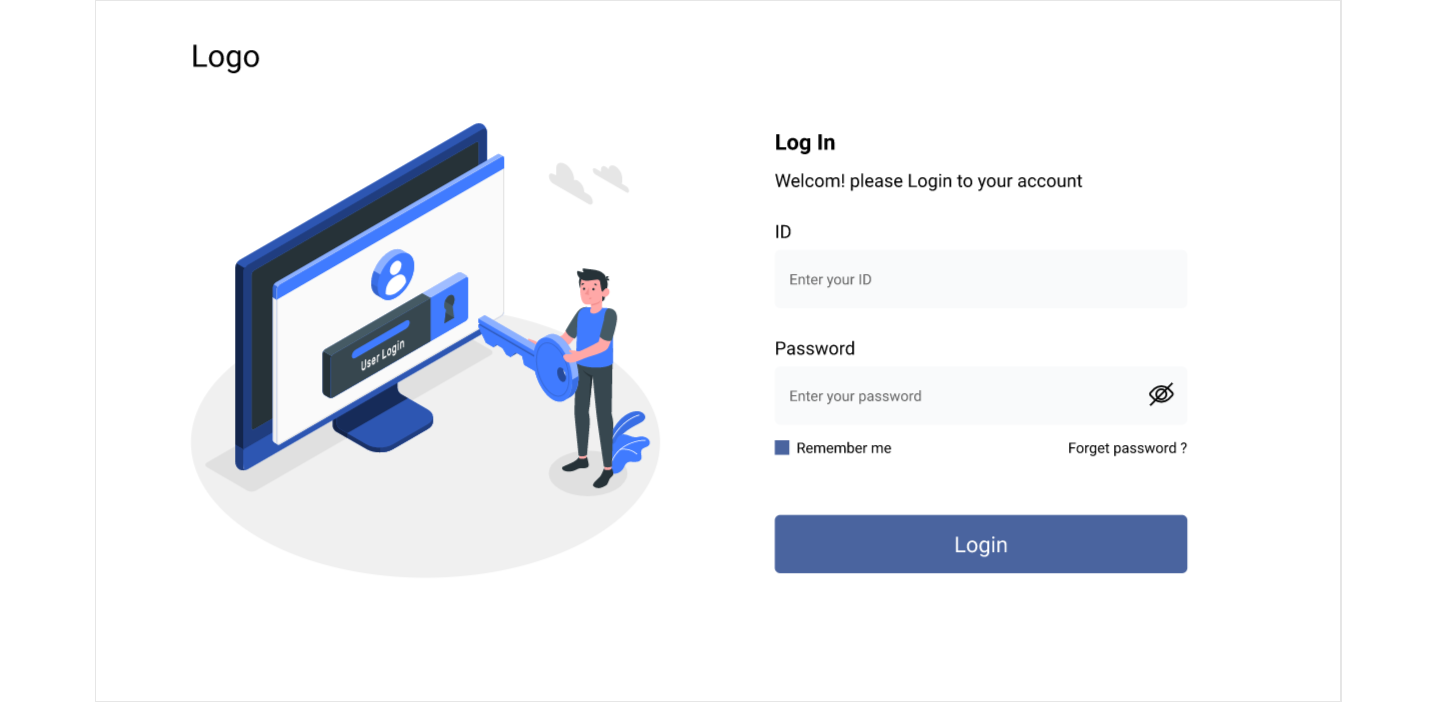 Logo
Log In
Welcom! please Login to your account
ID
Enter your ID
Password
Enter your password
Remember me
Forget password ?
Login
User Login